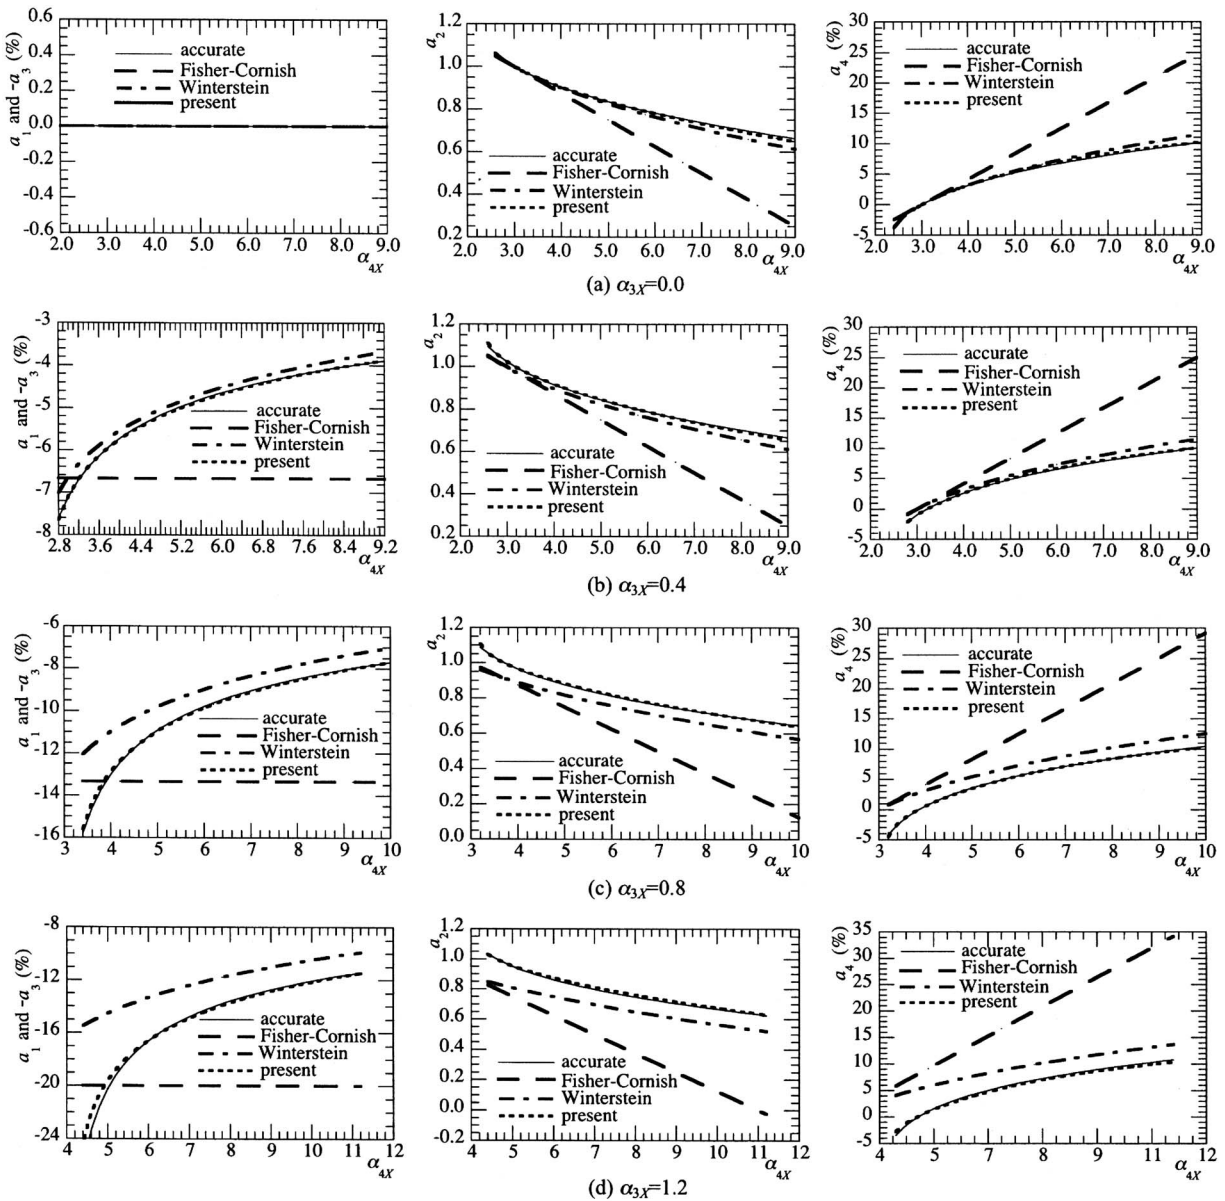 a₁ and -a₃ (%)
0.6
0.4
0.2
0.0
-0.2
-0.4
-0.6
accurate
Fisher-Cornish
Winterstein
present
2.0 3.0 4.0 5.0 6.0 7.0 8.0 9.0
α4X
a₂
1.2
1.0
0.8
0.6
0.4
0.2
accurate
Fisher-Cornish
Winterstein
present
2.0 3.0 4.0 5.0 6.0 7.0 8.0 9.0
α4X
a₄ (%)
30
25
20
15
10
5
0
-5
accurate
Fisher-Cornish
Winterstein
present
2.0 3.0 4.0 5.0 6.0 7.0 8.0 9.0
α4X
(a) α3X=0.0
a₁ and -a₃ (%)
-3
-4
-5
-6
-7
-8
accurate
Fisher-Cornish
Winterstein
present
2.8 3.6 4.4 5.2 6.0 6.8 7.6 8.4 9.2
α4X
a₂
1.2
1.0
0.8
0.6
0.4
0.2
accurate
Fisher-Cornish
Winterstein
present
2.0 3.0 4.0 5.0 6.0 7.0 8.0 9.0
α4X
a₄ (%)
30
25
20
15
10
5
0
-5
accurate
Fisher-Cornish
Winterstein
present
2.0 3.0 4.0 5.0 6.0 7.0 8.0 9.0
α4X
(b) α3X=0.4
a₁ and -a₃ (%)
-6
-8
-10
-12
-14
-16
accurate
Fisher-Cornish
Winterstein
present
3 4 5 6 7 8 9 10
α4X
a₂
1.2
1.0
0.8
0.6
0.4
0.2
0.0
accurate
Fisher-Cornish
Winterstein
present
3 4 5 6 7 8 9 10
α4X
a₄ (%)
30
25
20
15
10
5
0
-5
accurate
Fisher-Cornish
Winterstein
present
3 4 5 6 7 8 9 10
α4X
(c) α3X=0.8
a₁ and -a₃ (%)
-8
-12
-16
-20
-24
accurate
Fisher-Cornish
Winterstein
present
4 5 6 7 8 9 10 11 12
α4X
a₂
1.2
1.0
0.8
0.6
0.4
0.2
0.0
-0.2
accurate
Fisher-Cornish
Winterstein
present
4 5 6 7 8 9 10 11 12
α4X
a₄ (%)
35
30
25
20
15
10
5
0
-5
accurate
Fisher-Cornish
Winterstein
present
4 5 6 7 8 9 10 11 12
α4X
(d) α3X=1.2